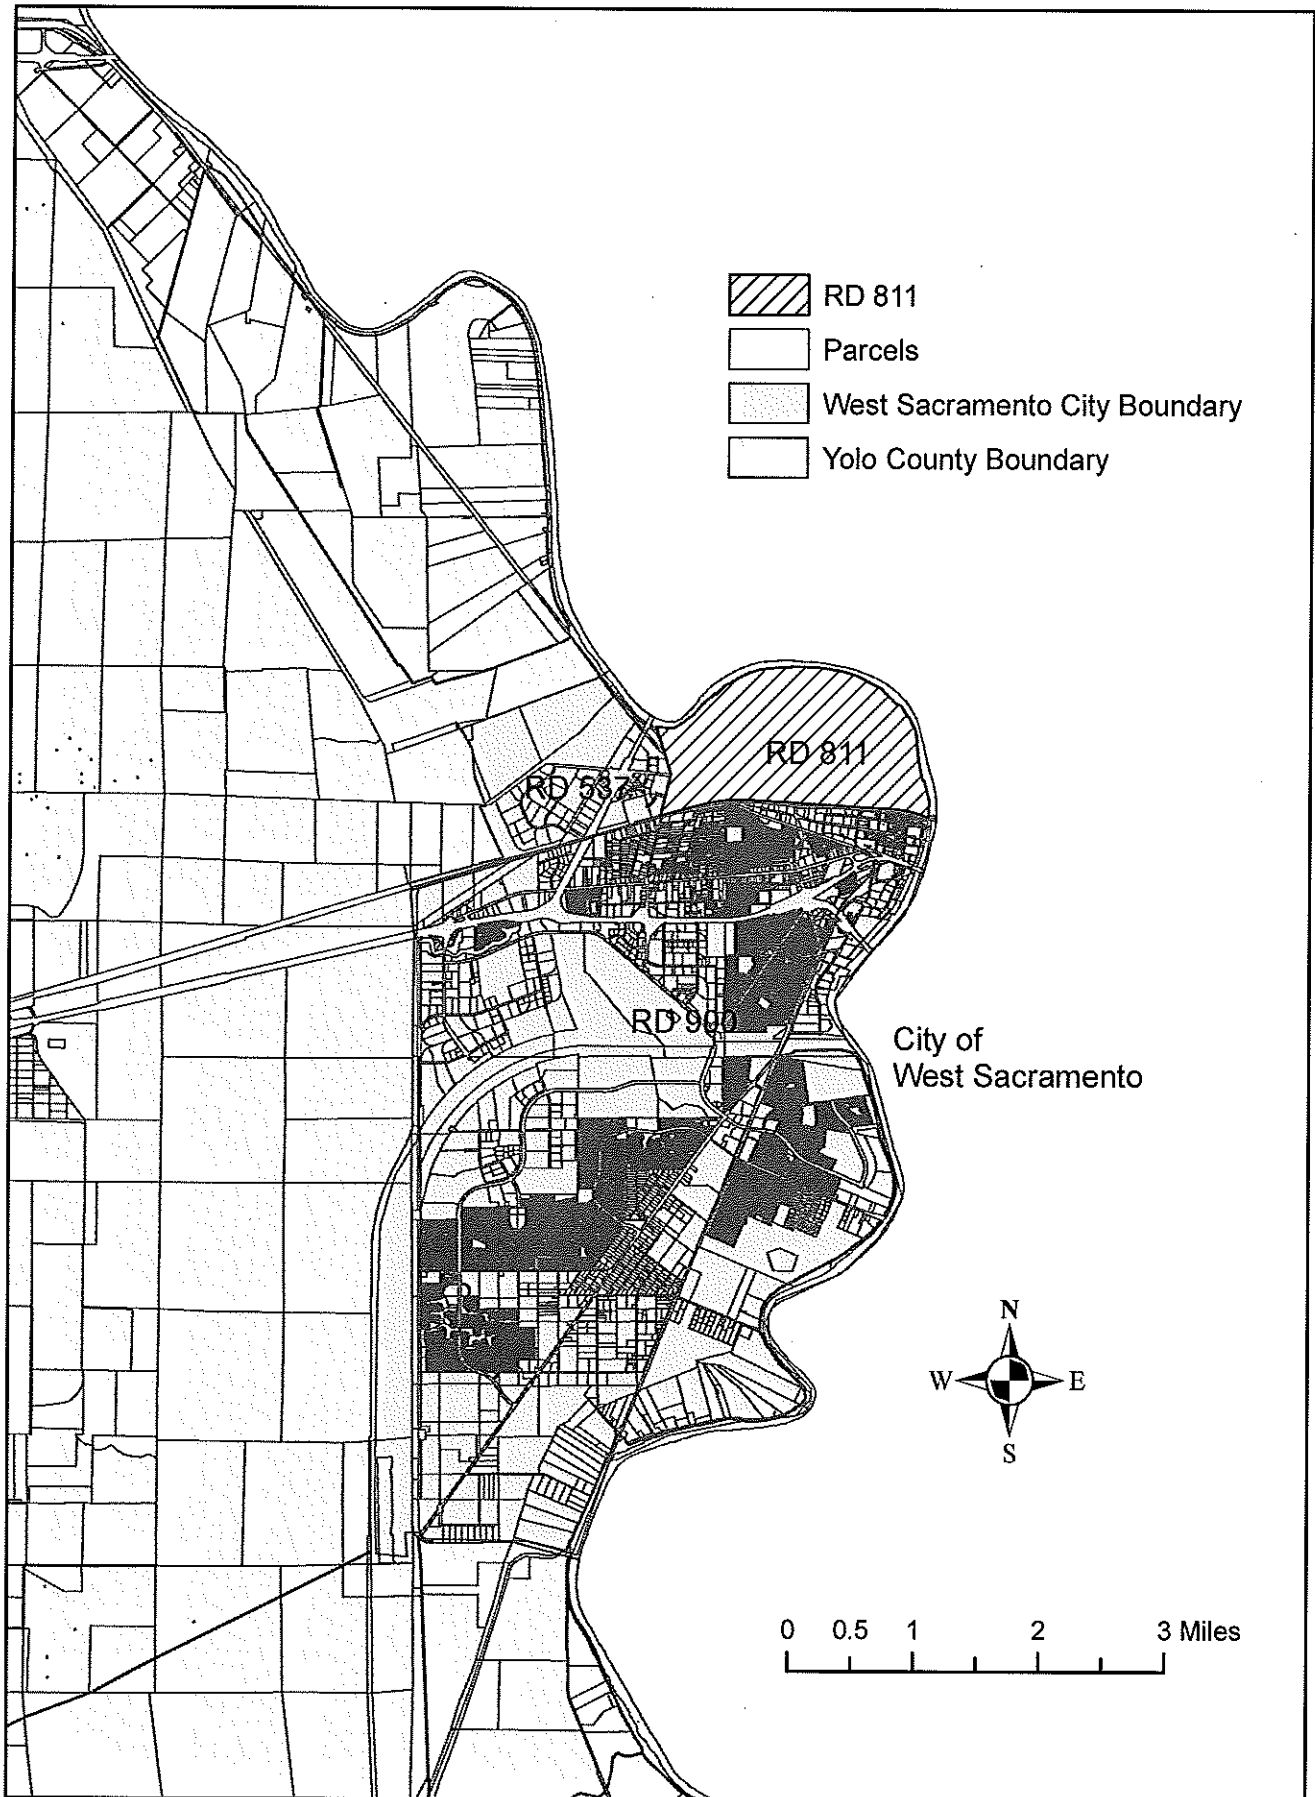 RD 811
Parcels
West Sacramento City Boundary
Yolo County Boundary
RD 811
RD 537
RD 900
City of
West Sacramento
N
W E
S
0 0.5 1 2 3 Miles